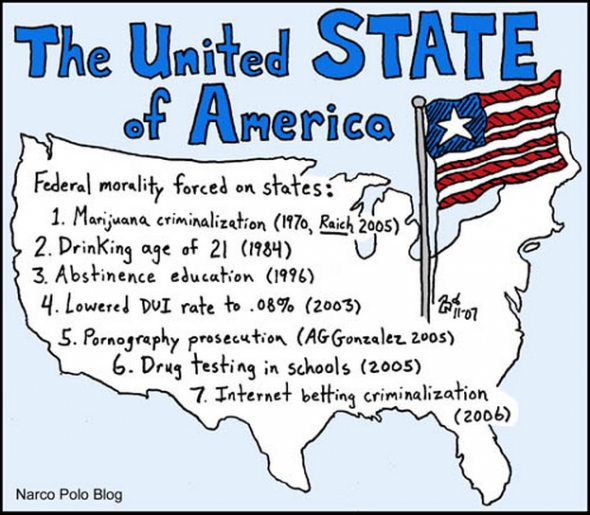 The United STATE
of America
Federal morality forced on states:
1. Marijuana criminalization (1970, Raich 2005)
2. Drinking age of 21 (1984)
3. Abstinence education (1996)
4. Lowered DUI rate to .08% (2003)
5. Pornography prosecution (AG Gonzalez 2005)
6. Drug testing in schools (2005)
7. Internet betting criminalization
(2006)
11-07
Narco Polo Blog